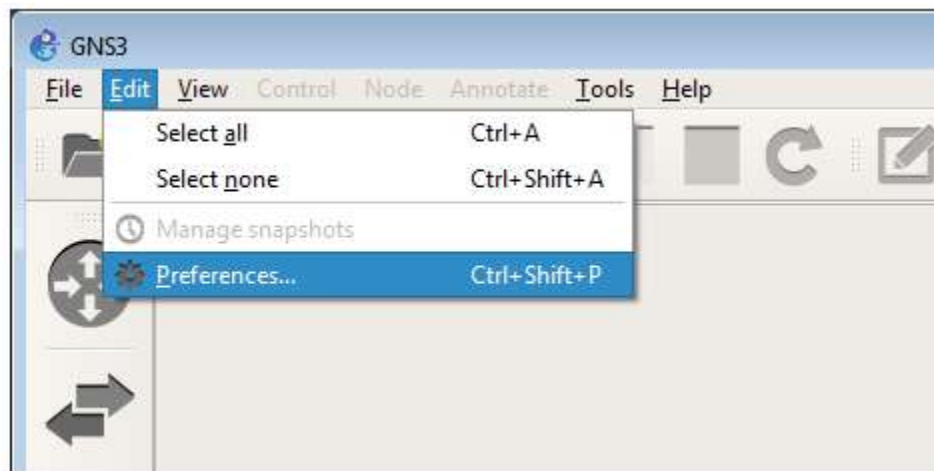 GNS3
File Edit View Control Node Annotate Tools Help
Select all Ctrl+A
Select none Ctrl+Shift+A
Manage snapshots
Preferences... Ctrl+Shift+P